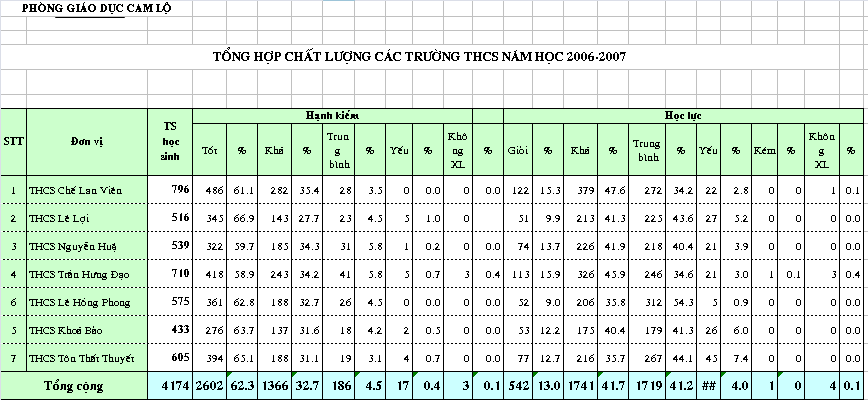 PHÒNG GIÁO DỤC CAM LỘ
TỔNG HỢP CHẤT LƯỢNG CÁC TRƯỜNG THCS NĂM HỌC 2006-2007
STT Đơn vị TS học sinh Hạnh kiểm Học lực
Tốt % Khá % Trung bình % Yếu % Không XL % Giỏi % Khá % Trung bình % Yếu % Kém % Không XL %
1 THCS Chế Lan Viên 796 486 61.1 282 35.4 28 3.5 0 0.0 0 0.0 122 15.3 379 47.6 272 34.2 22 2.8 0 0 1 0.1
2 THCS Lê Lợi 516 345 66.9 143 27.7 23 4.5 5 1.0 0 51 9.9 213 41.3 225 43.6 27 5.2 0 0 0 0.0
3 THCS Nguyễn Huệ 539 322 59.7 185 34.3 31 5.8 1 0.2 0 0.0 74 13.7 226 41.9 218 40.4 21 3.9 0 0 0 0.0
4 THCS Trần Hưng Đạo 710 418 58.9 243 34.2 41 5.8 5 0.7 3 0.4 113 15.9 326 45.9 246 34.6 21 3.0 1 0.1 3 0.4
6 THCS Lê Hồng Phong 575 361 62.8 188 32.7 26 4.5 0 0.0 0 0.0 52 9.0 206 35.8 312 54.3 5 0.9 0 0 0 0.0
5 THCS Khoá Bảo 433 276 63.7 137 31.6 18 4.2 2 0.5 0 0.0 53 12.2 175 40.4 179 41.3 26 6.0 0 0 0 0.0
7 THCS Tôn Thất Thuyết 605 394 65.1 188 31.1 19 3.1 4 0.7 0 0.0 77 12.7 216 35.7 267 44.1 45 7.4 0 0 0 0.0
Tổng cộng 4174 2602 62.3 1366 32.7 186 4.5 17 0.4 3 0.1 542 13.0 1741 41.7 1719 41.2 ## 4.0 1 0 4 0.1